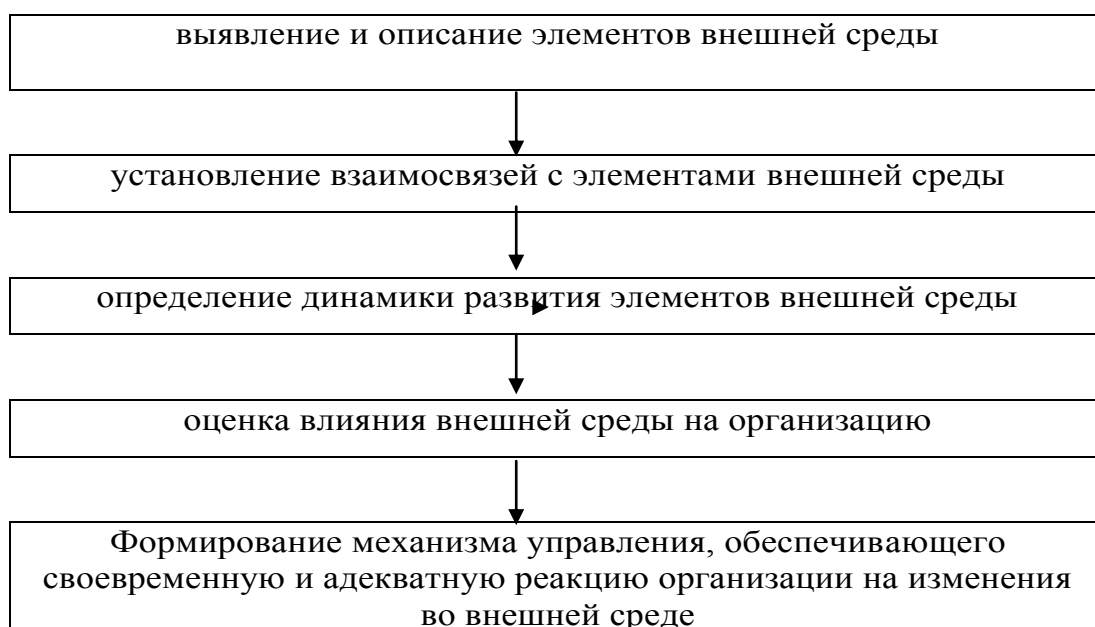 выявление и описание элементов внешней среды
установление взаимосвязей с элементами внешней среды
определение динамики развития элементов внешней среды
оценка влияния внешней среды на организацию
Формирование механизма управления, обеспечивающего
своевременную и адекватную реакцию организации на изменения
во внешней среде